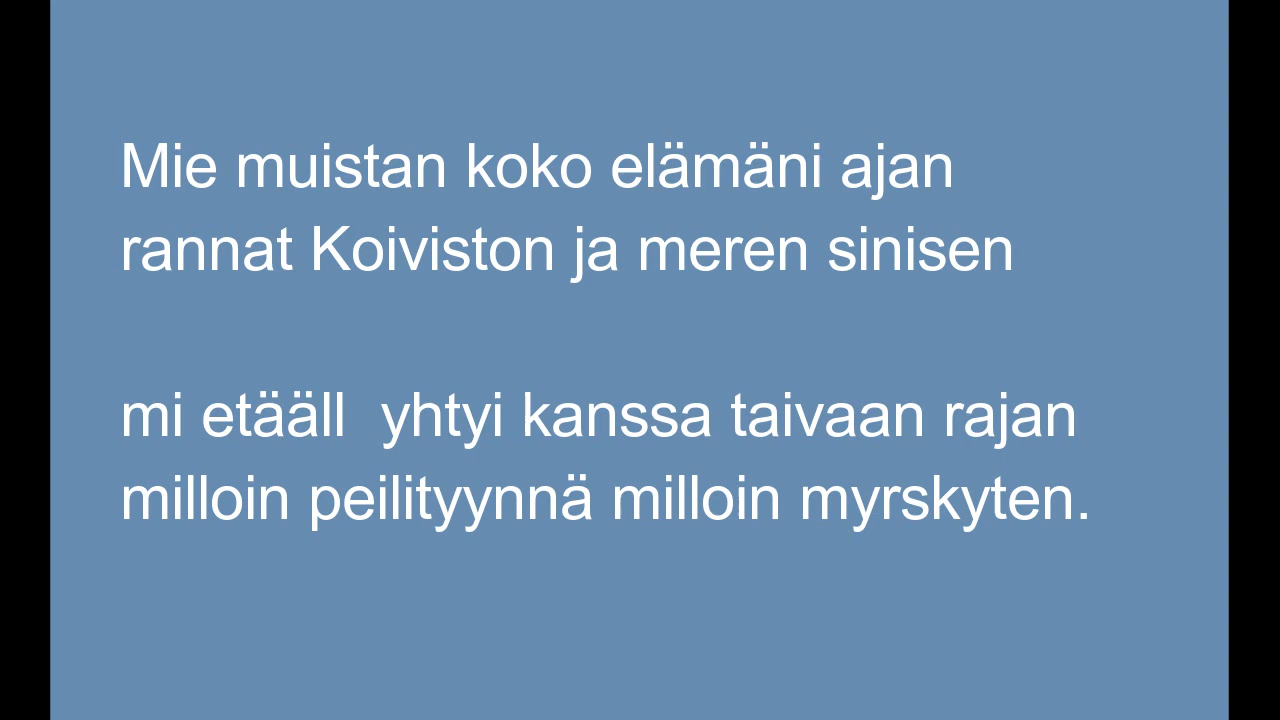 Mie muistan koko elämäni ajan
rannat Koiviston ja meren sinisen
mi etääll  yhtyi kanssa taivaan rajan
milloin peilityynnä milloin myrskyten.